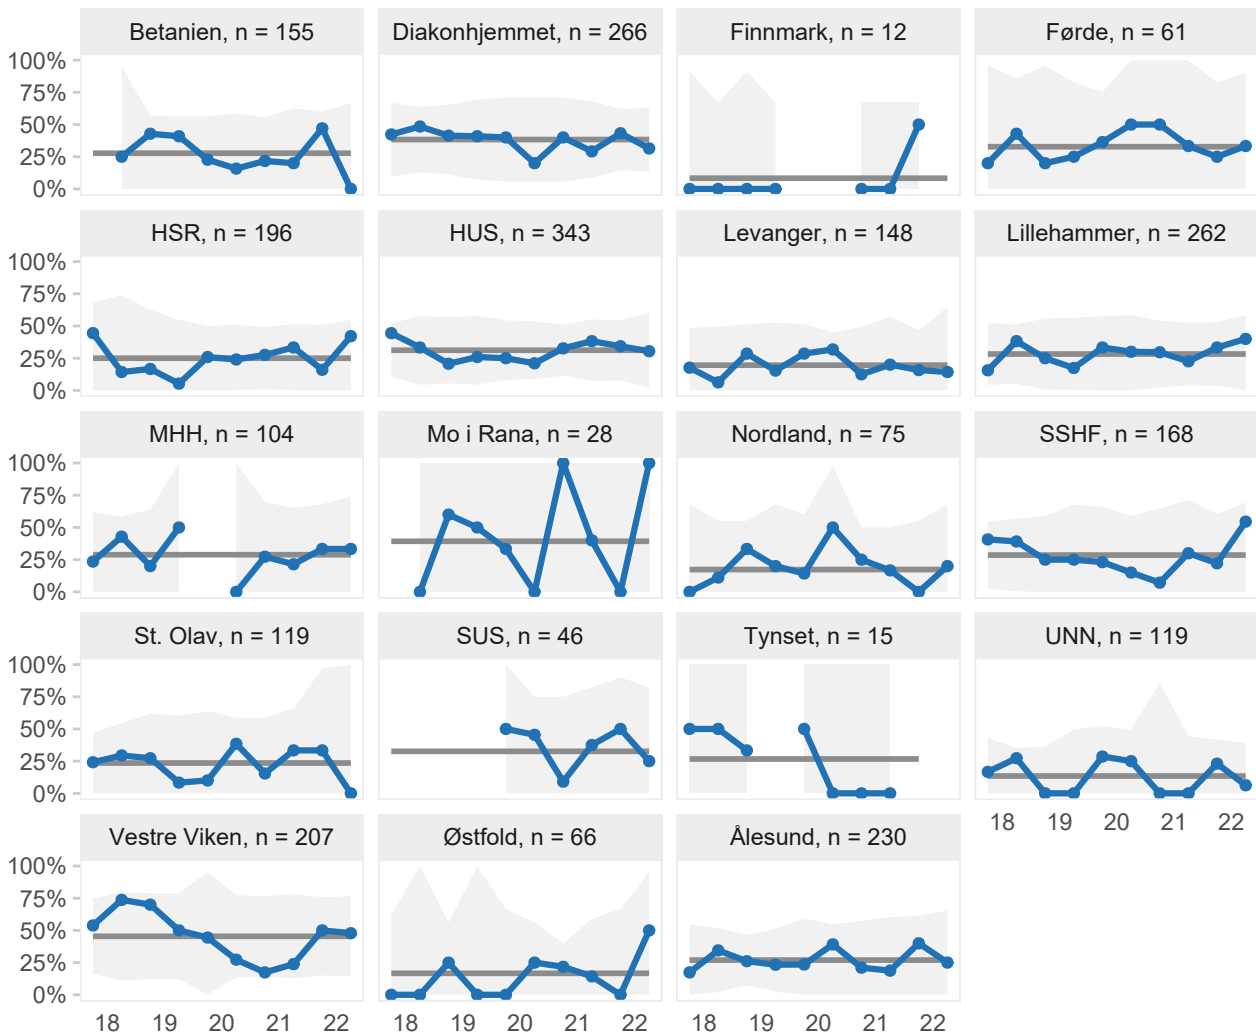 Betanien, n = 155
Diakonhjemmet, n = 266
Finnmark, n = 12
Førde, n = 61
100%
75%
50%
25%
0%
HSR, n = 196
HUS, n = 343
Levanger, n = 148
Lillehammer, n = 262
100%
75%
50%
25%
0%
MHH, n = 104
Mo i Rana, n = 28
Nordland, n = 75
SSHF, n = 168
100%
75%
50%
25%
0%
St. Olav, n = 119
SUS, n = 46
Tynset, n = 15
UNN, n = 119
100%
75%
50%
25%
0%
18 19 20 21 22
Vestre Viken, n = 207
Østfold, n = 66
Ålesund, n = 230
100%
75%
50%
25%
0%
18 19 20 21 22
18 19 20 21 22
18 19 20 21 22